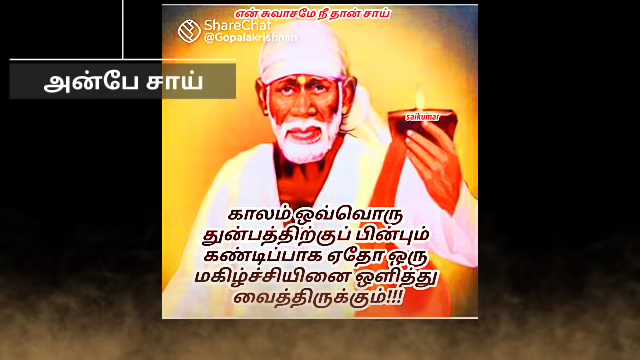 என் சுவாசமே நீ தான் சாய்
ShareChat
@Gopalakrishnan
அன்பே சாய்
saikumar
காலம் ஒவ்வொரு
துன்பத்திற்குப் பின்பும்
கண்டிப்பாக ஏதோ ஒரு
மகிழ்ச்சியினை ஒளித்து
வைத்திருக்கும்!!!